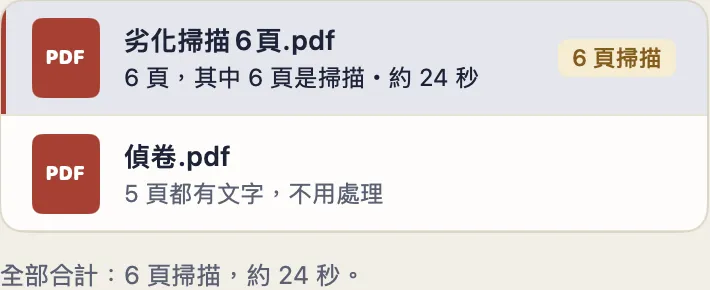 PDF
劣化掃描6頁.pdf
6 頁，其中 6 頁是掃描・約 24 秒
6 頁掃描
PDF
偵卷.pdf
5 頁都有文字，不用處理
全部合計：6 頁掃描，約 24 秒。